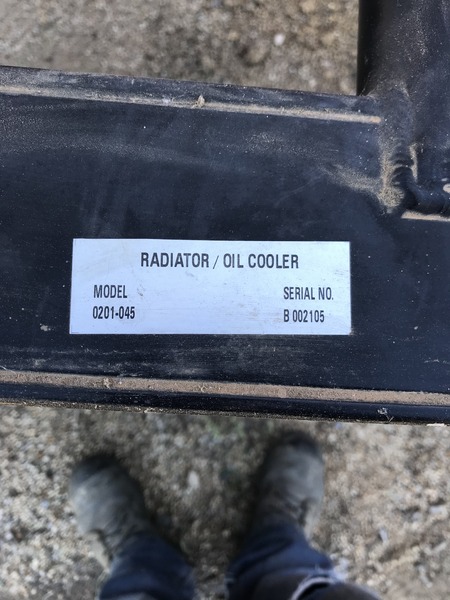 RADIATOR / OIL COOLER
MODEL SERIAL NO.
0201-045 B 002105